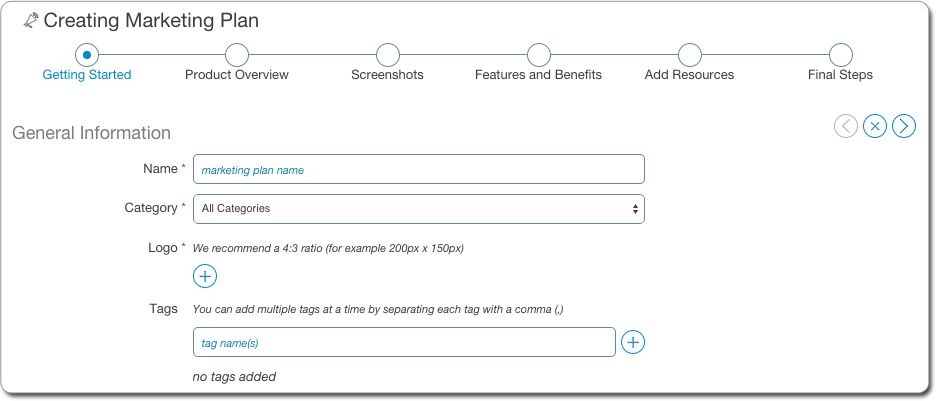 Creating Marketing Plan
Getting Started Product Overview Screenshots Features and Benefits Add Resources Final Steps
General Information
Name * marketing plan name
Category * All Categories
Logo * We recommend a 4:3 ratio (for example 200px x 150px)
Tags You can add multiple tags at a time by separating each tag with a comma (,)
tag name(s)
no tags added